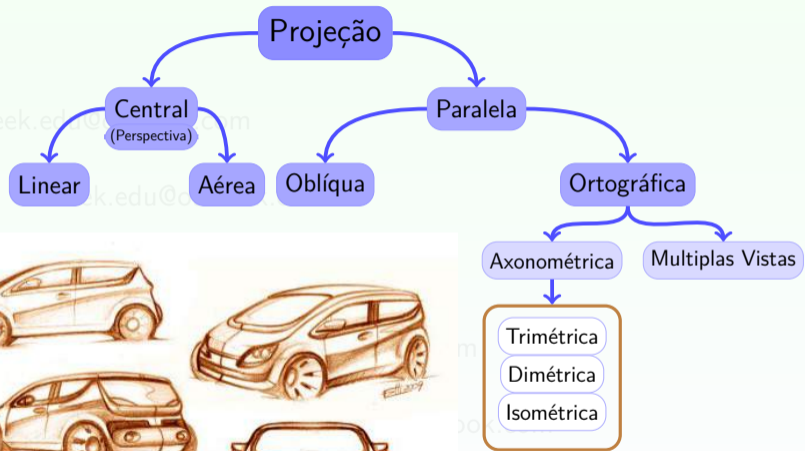 Projeção
Central
(Perspectiva)
Paralela
Linear
Aérea
Oblíqua
Ortográfica
Axonométrica
Multiplas Vistas
Trimétrica
Dimétrica
Isométrica